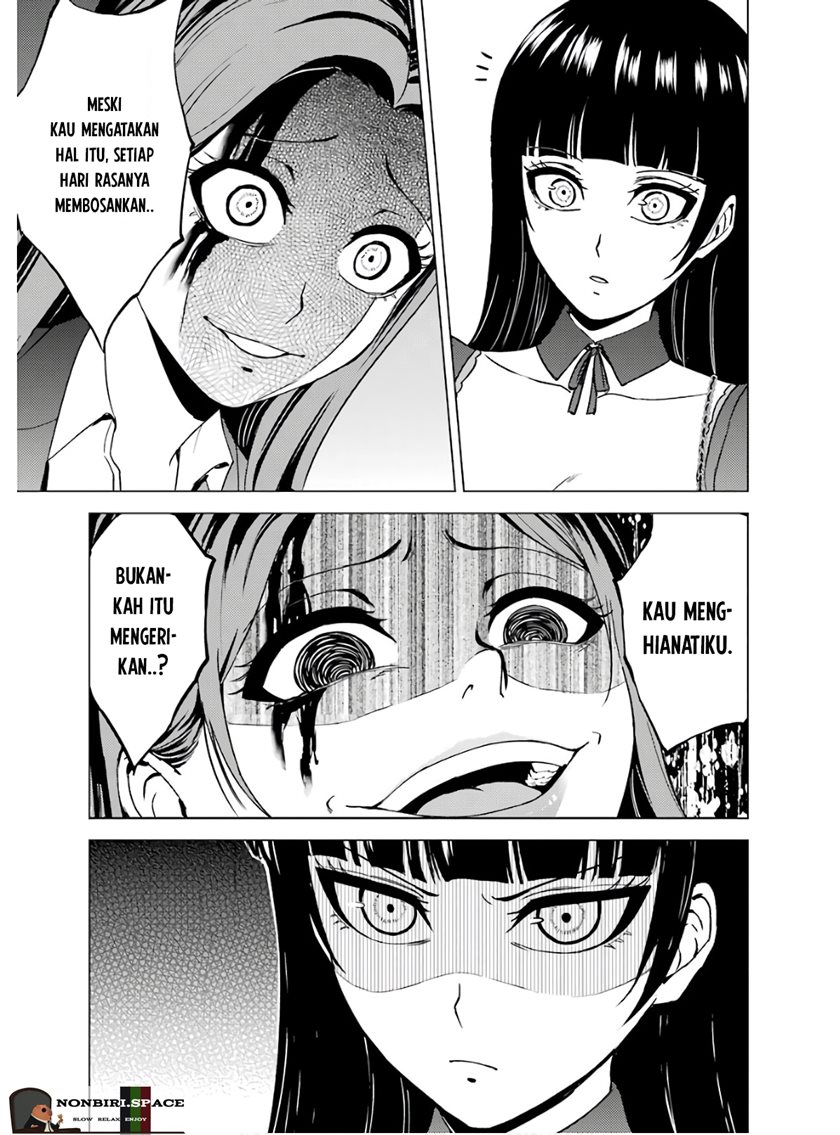 MESKI
KAU MENGATAKAN
HAL ITU, SETIAP
HARI RASANYA
MEMBOSANKAN..
KAU MENG-
HIANATIKU.
BUKAN-
KAH ITU
MENGERI-
KAN..?
NONBIRI.SPACE
SLOW RELAX ENJOY